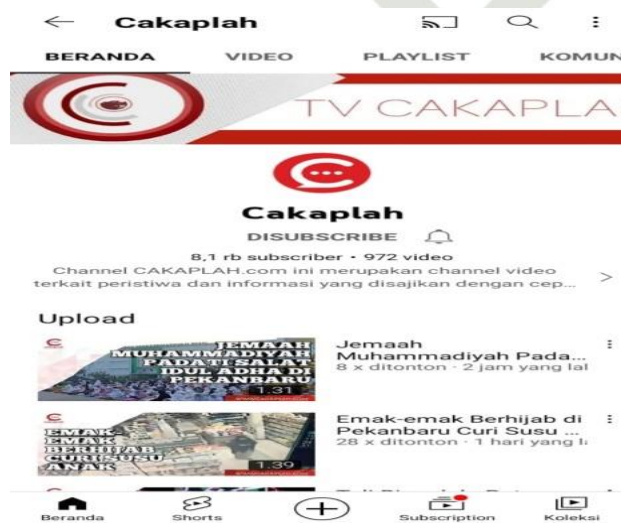 Cakaplah
BERANDA VIDEO PLAYLIST KOMUN
TV CAKAPLA
Cakaplah
DISUBSCRIBE
8,1 rb subscriber • 972 video
Channel CAKAPLAH.com ini merupakan channel video
terkait peristiwa dan informasi yang disajikan dengan cep...
Upload
JEMAAH
MUHAMMADIYAH
PADATI SALAT
IDUL ADHA DI
PEKANBARU
1.31
Jemaah
Muhammadiyah Pada...
8 x ditonton · 2 jam yang lal
EMAK
EMAK
BERHIJAB
CURI SUSU
ANAK
1.39
Emak-emak Berhijab di
Pekanbaru Curi Susu ...
28 x ditonton · 1 hari yang l
Beranda Shorts Subscription Koleksi